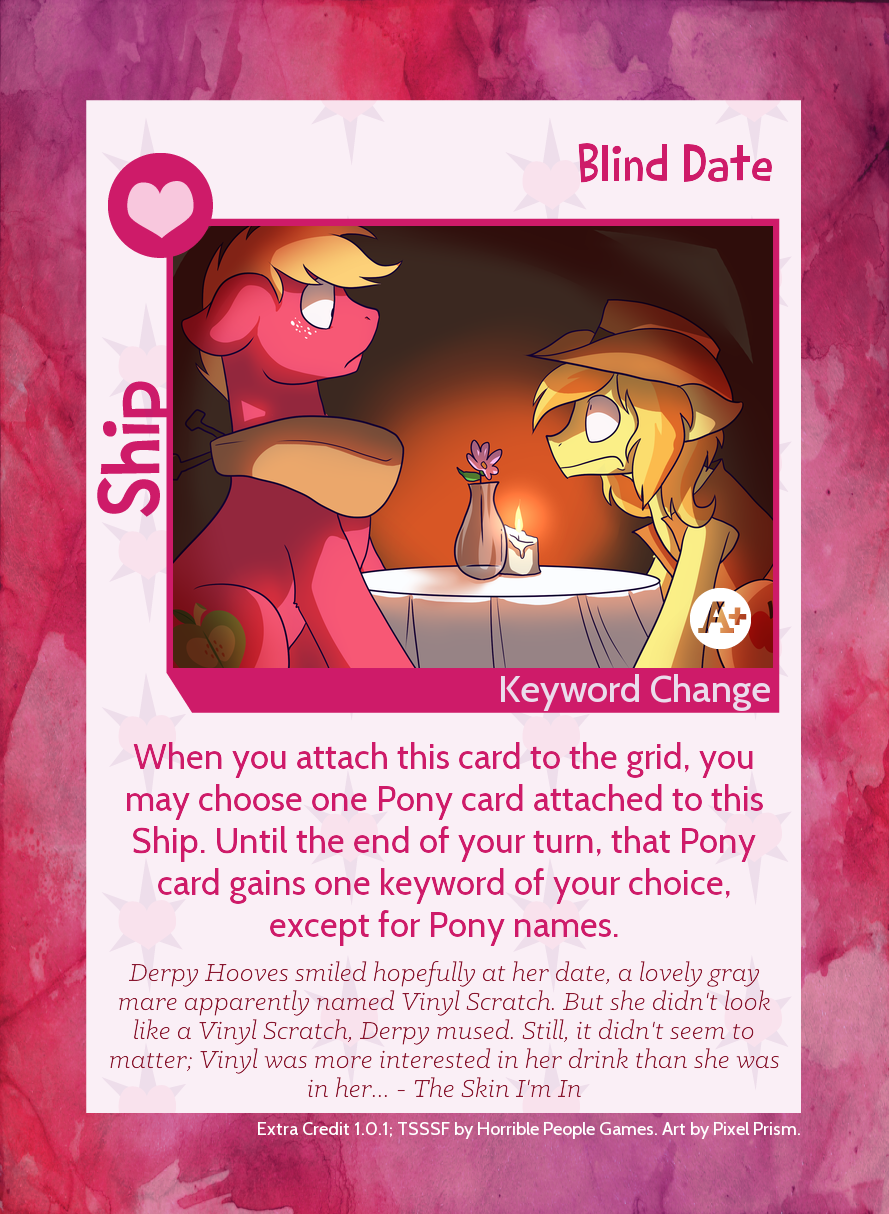 Blind Date
Ship
A+
Keyword Change
When you attach this card to the grid, you
may choose one Pony card attached to this
Ship. Until the end of your turn, that Pony
card gains one keyword of your choice,
except for Pony names.
Derpy Hooves smiled hopefully at her date, a lovely gray
mare apparently named Vinyl Scratch. But she didn't look
like a Vinyl Scratch, Derpy mused. Still, it didn't seem to
matter; Vinyl was more interested in her drink than she was
in her... - The Skin I'm In
Extra Credit 1.0.1; TSSSF by Horrible People Games. Art by Pixel Prism.